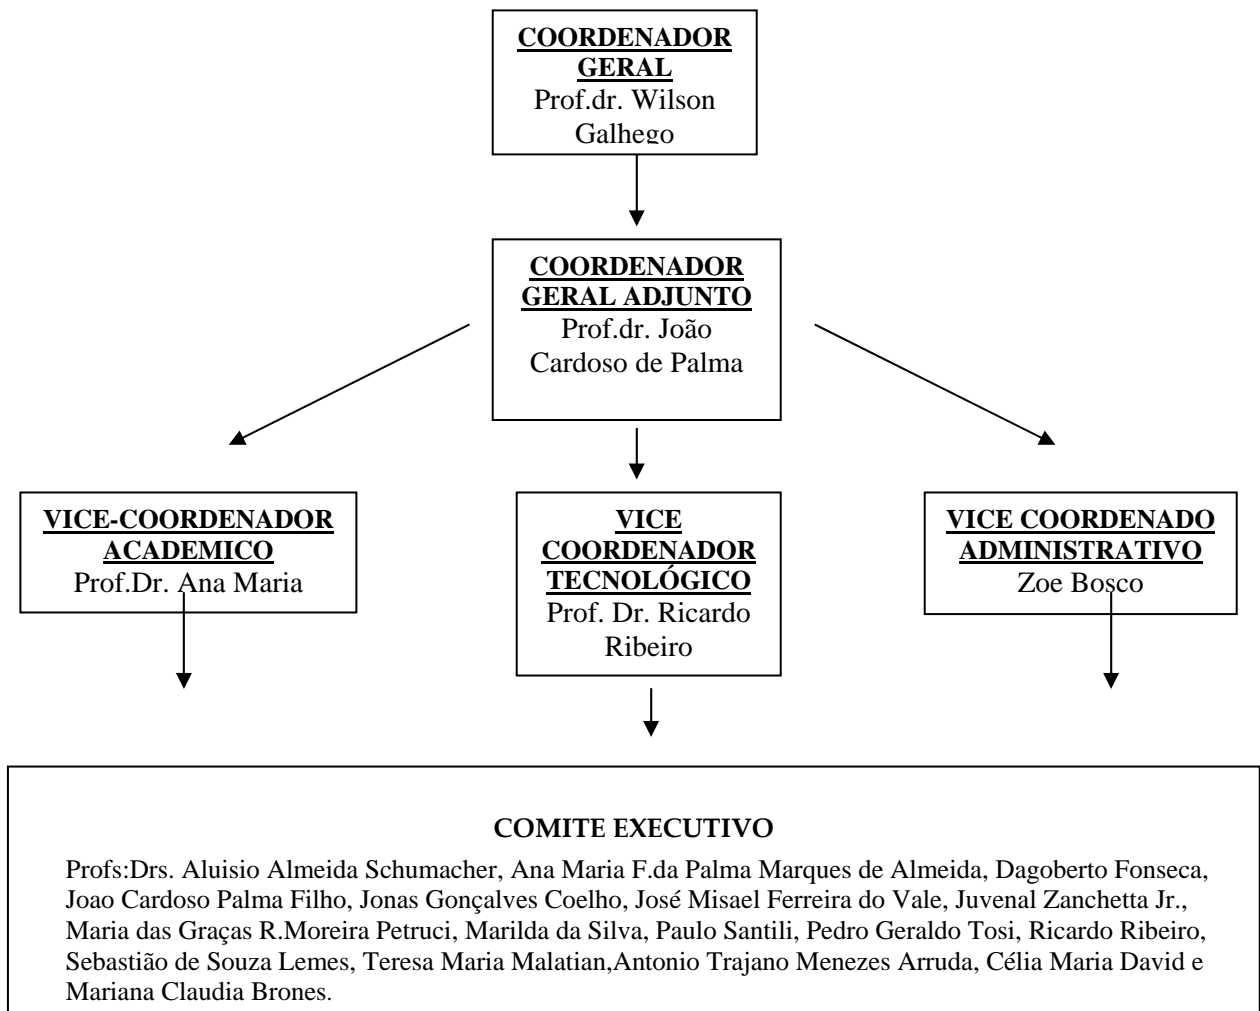 COORDENADOR
GERAL
Prof.dr. Wilson
Galhego
COORDENADOR
GERAL ADJUNTO
Prof.dr. João
Cardoso de Palma
VICE-COORDENADOR
ACADEMICO
Prof.Dr. Ana Maria
VICE
COORDENADOR
TECNOLÓGICO
Prof. Dr. Ricardo
Ribeiro
VICE COORDENADO
ADMINISTRATIVO
Zoe Bosco
COMITE EXECUTIVO
Profs:Drs. Aluisio Almeida Schumacher, Ana Maria F.da Palma Marques de Almeida, Dagoberto Fonseca,
Joao Cardoso Palma Filho, Jonas Gonçalves Coelho, José Misael Ferreira do Vale, Juvenal Zanchetta Jr.,
Maria das Graças R.Moreira Petruci, Marilda da Silva, Paulo Santili, Pedro Geraldo Tosi, Ricardo Ribeiro,
Sebastião de Souza Lemes, Teresa Maria Malatian,Antonio Trajano Menezes Arruda, Célia Maria David e
Mariana Claudia Brones.